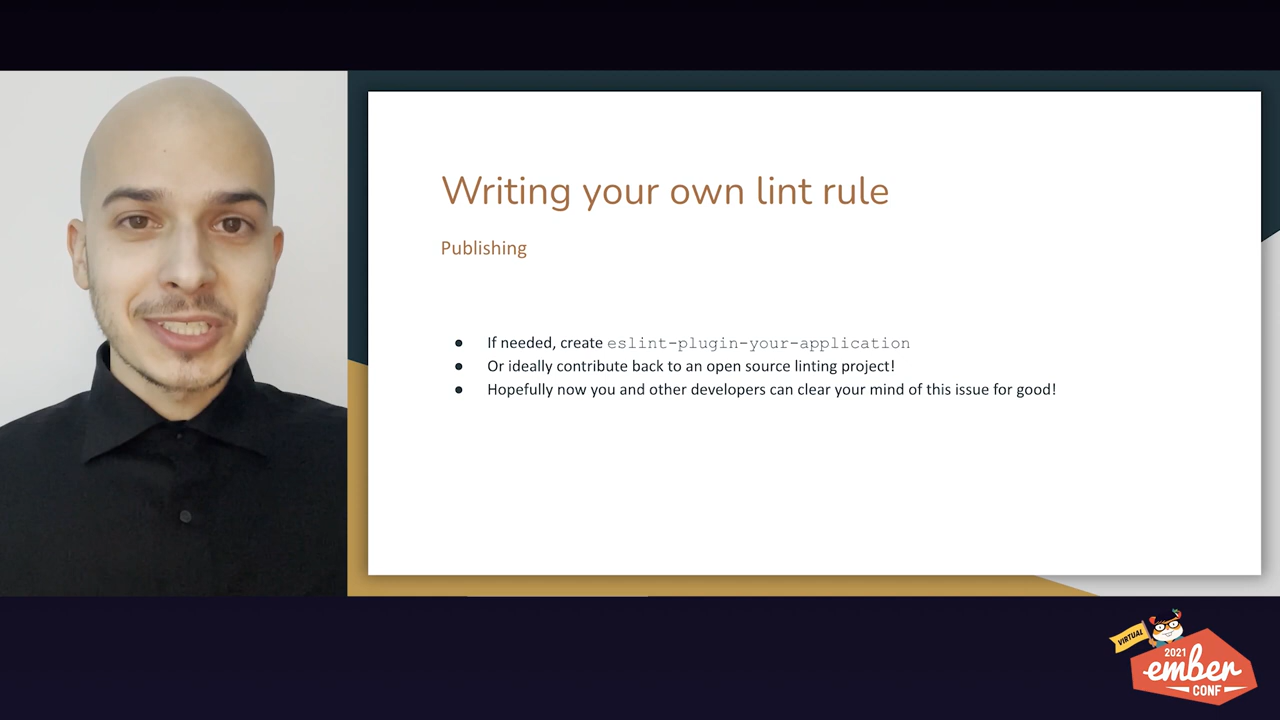 Writing your own lint rule
Publishing
● If needed, create eslint-plugin-your-application
● Or ideally contribute back to an open source linting project!
● Hopefully now you and other developers can clear your mind of this issue for good!
VIRTUAL
2021
ember
CONF